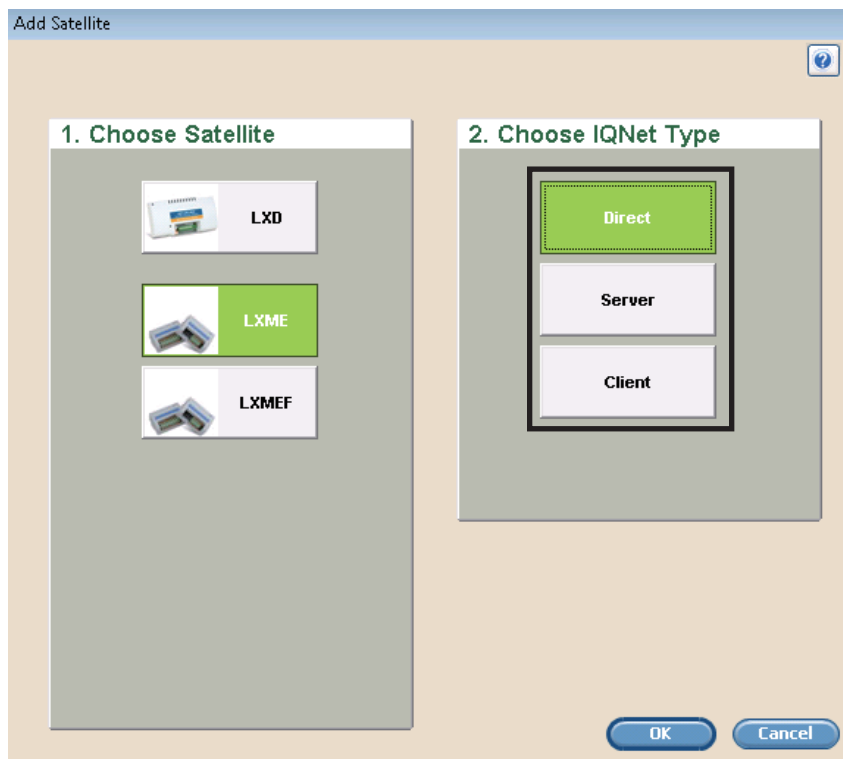 Add Satellite
?
1. Choose Satellite
LXD
LXME
LXMEF
2. Choose IQNet Type
Direct
Server
Client
OK
Cancel